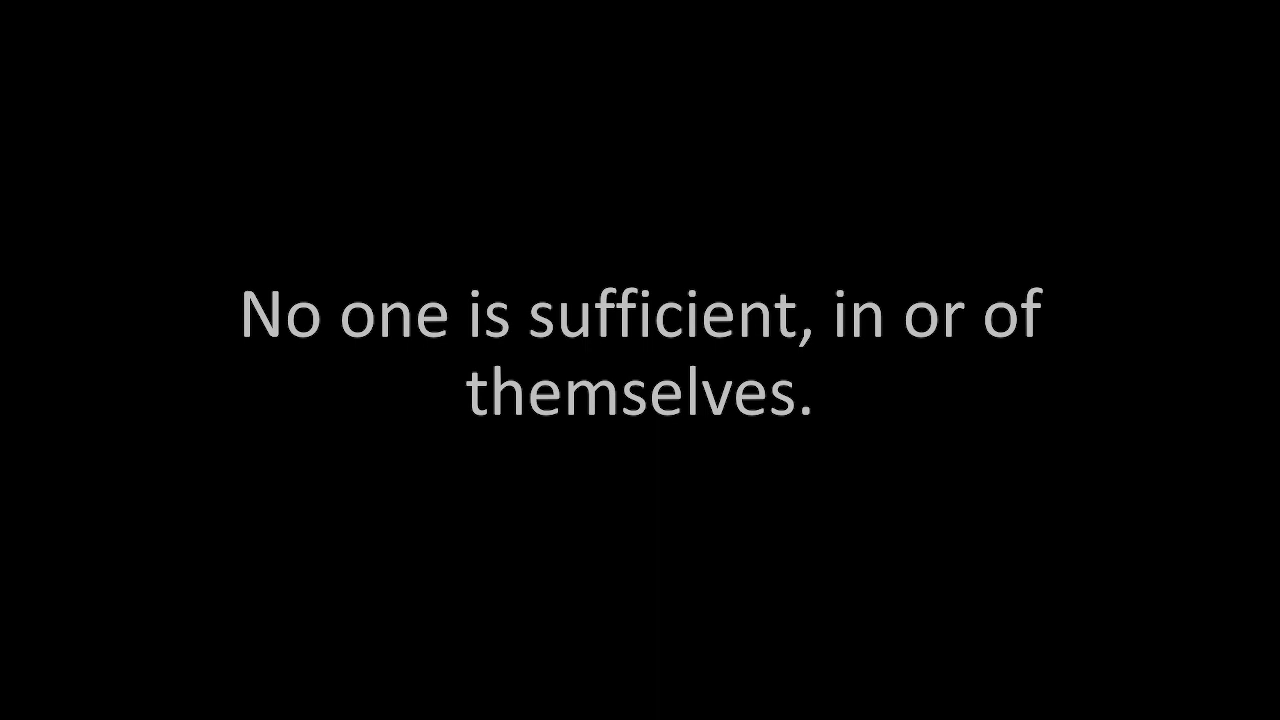 No one is sufficient, in or of
themselves.